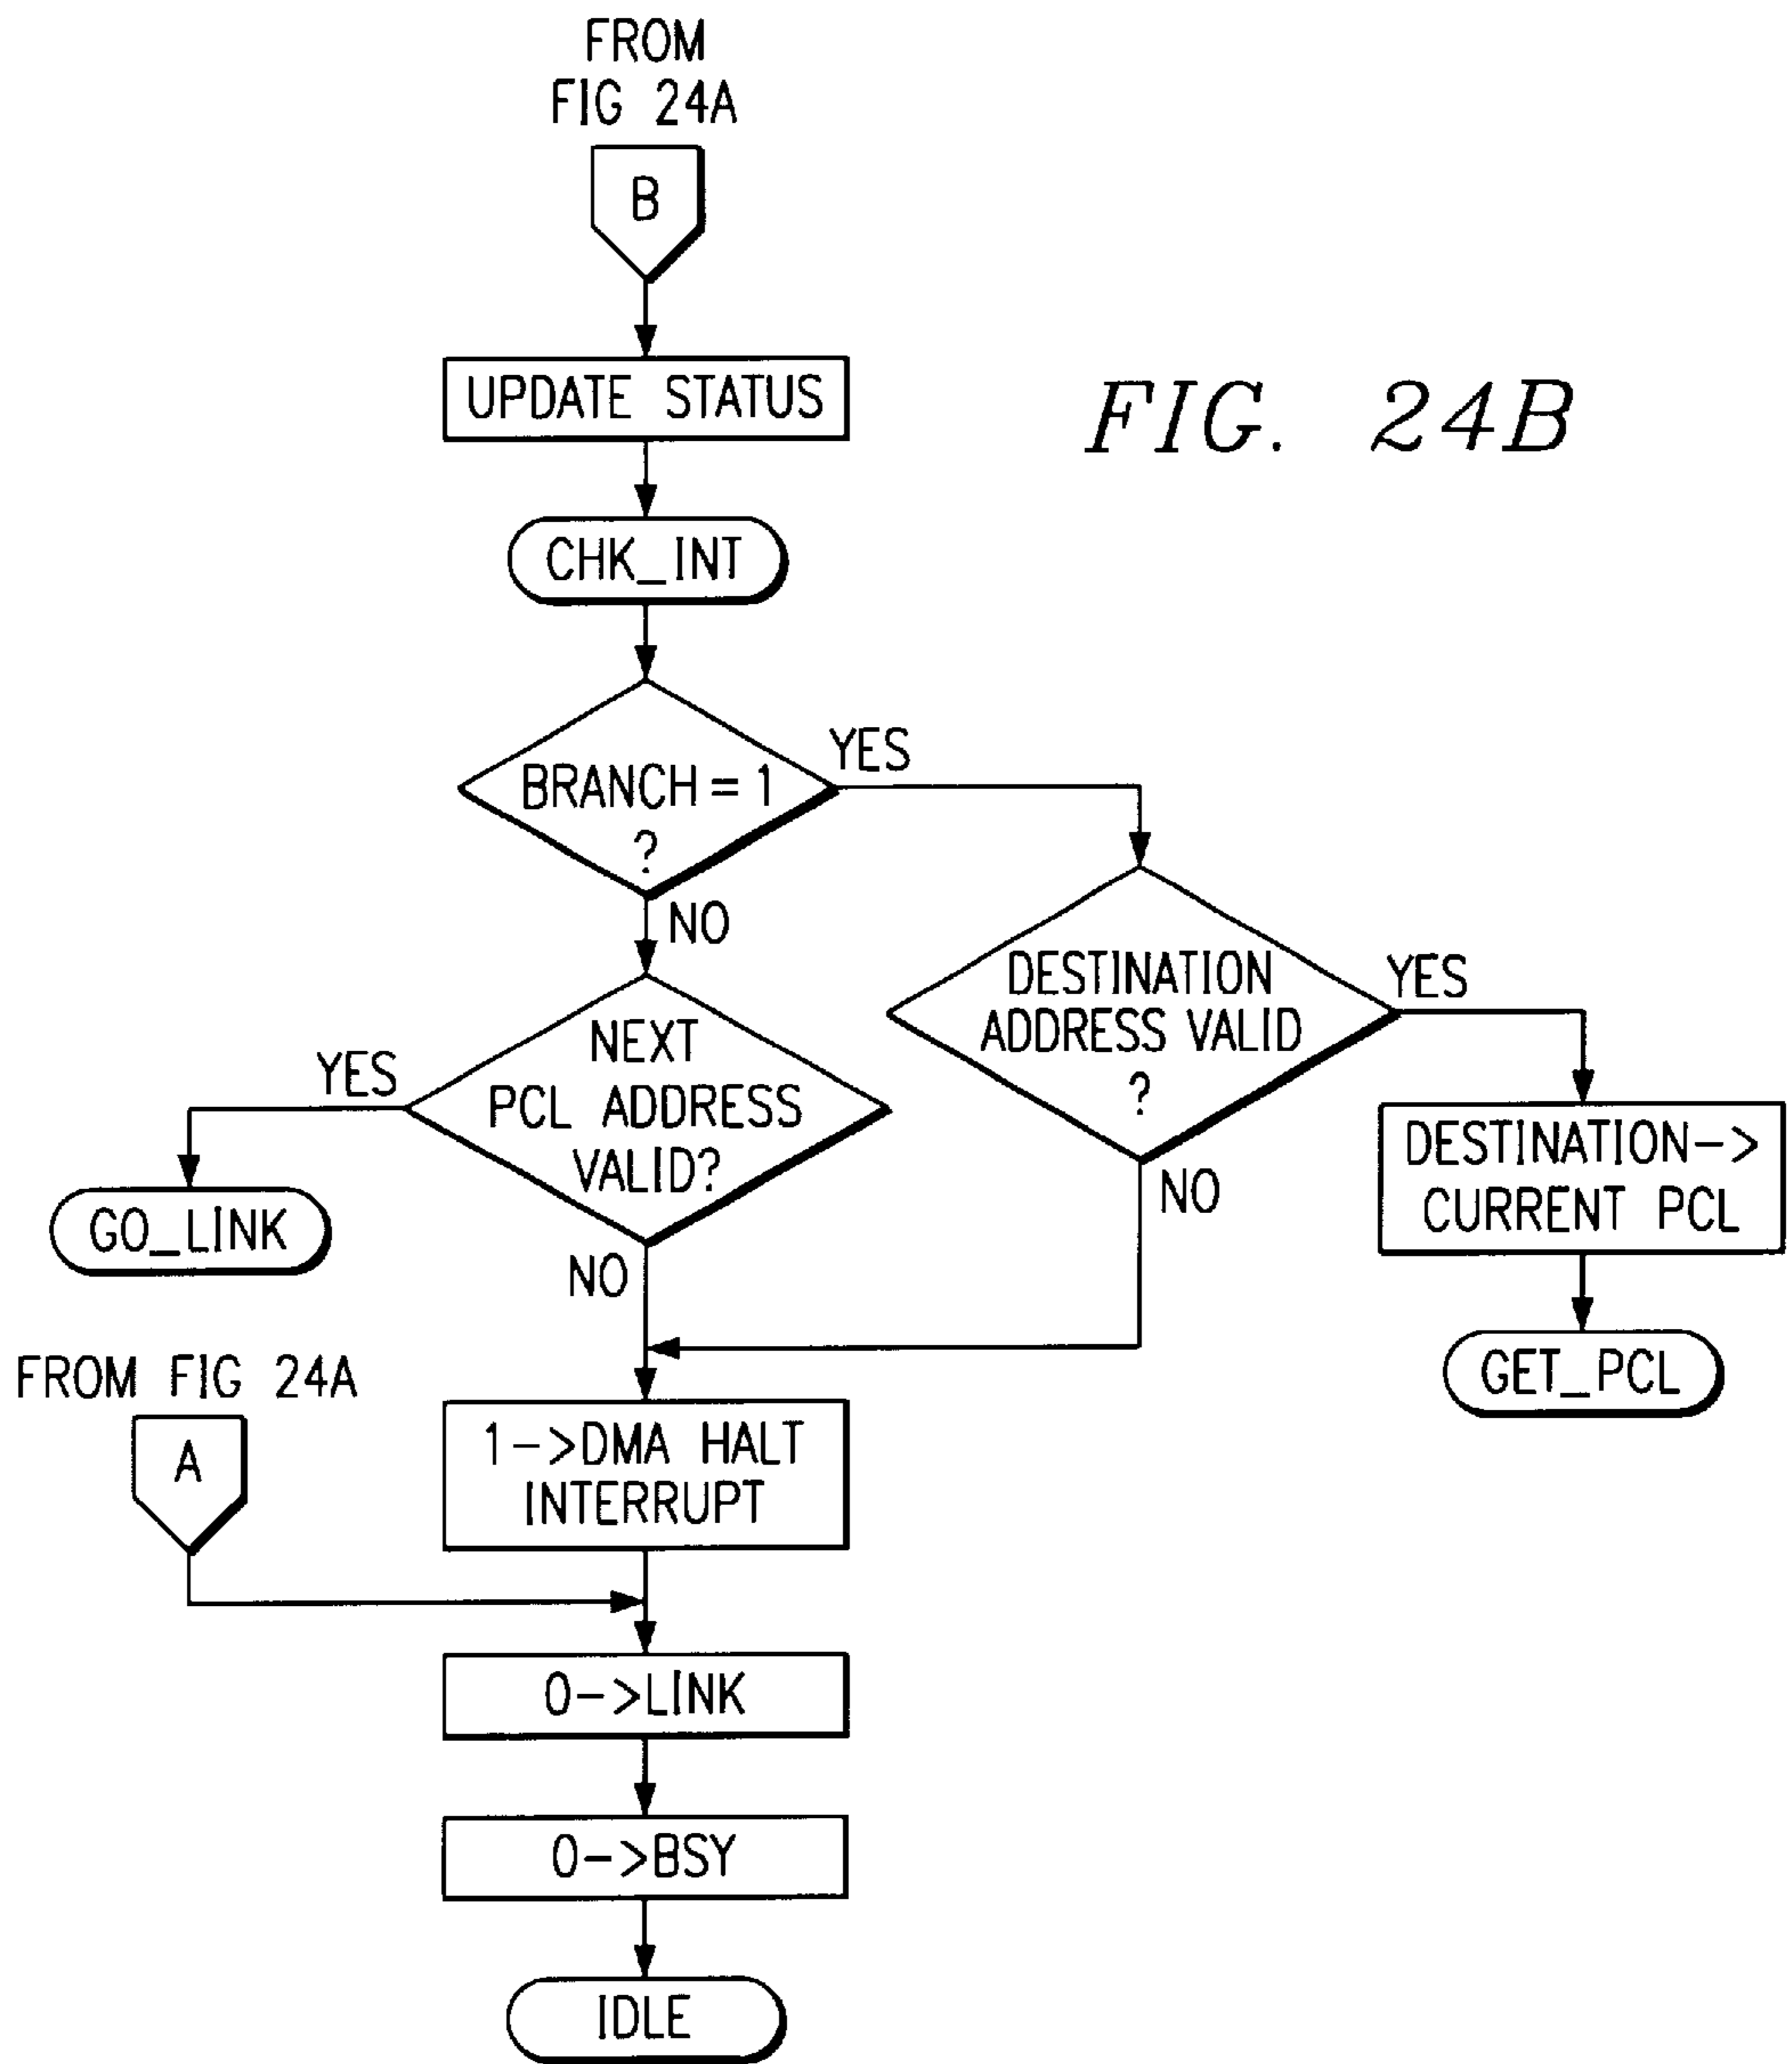 FROM
FIG 24A
B
UPDATE STATUS
FIG. 24B
CHK_INT
BRANCH = 1
?
YES
NO
DESTINATION
ADDRESS VALID
?
YES
NO
NEXT
PCL ADDRESS
VALID?
YES
NO
GO_LINK
DESTINATION->
CURRENT PCL
GET_PCL
FROM FIG 24A
A
1->DMA HALT
INTERRUPT
0->LINK
0->BSY
IDLE